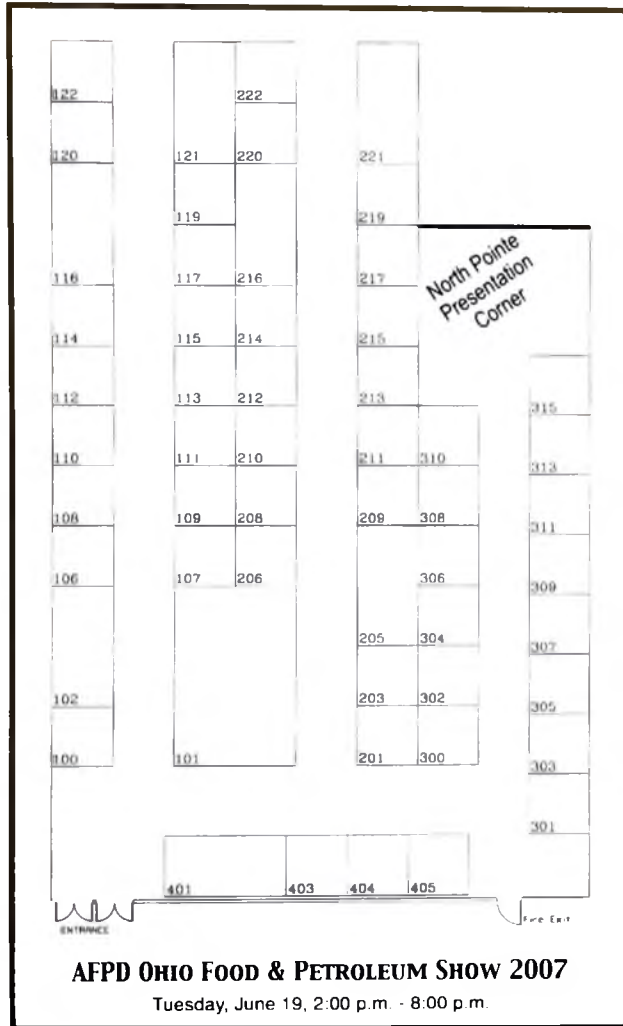 122 222
120 121 220 221
119 219
116 117 216 217
North Pointe
Presentation
Corner
114 115 214 215
112 113 212 213 315
110 111 210 211 310 313
108 109 208 209 308 311
106 107 206 306 309
205 304 307
102 203 302 305
100 101 201 300 303
301
401 403 404 405
ENTRANCE Fire Exit
AFPD OHIO FOOD & PETROLEUM SHOW 2007
Tuesday, June 19, 2:00 p.m. - 8:00 p.m.